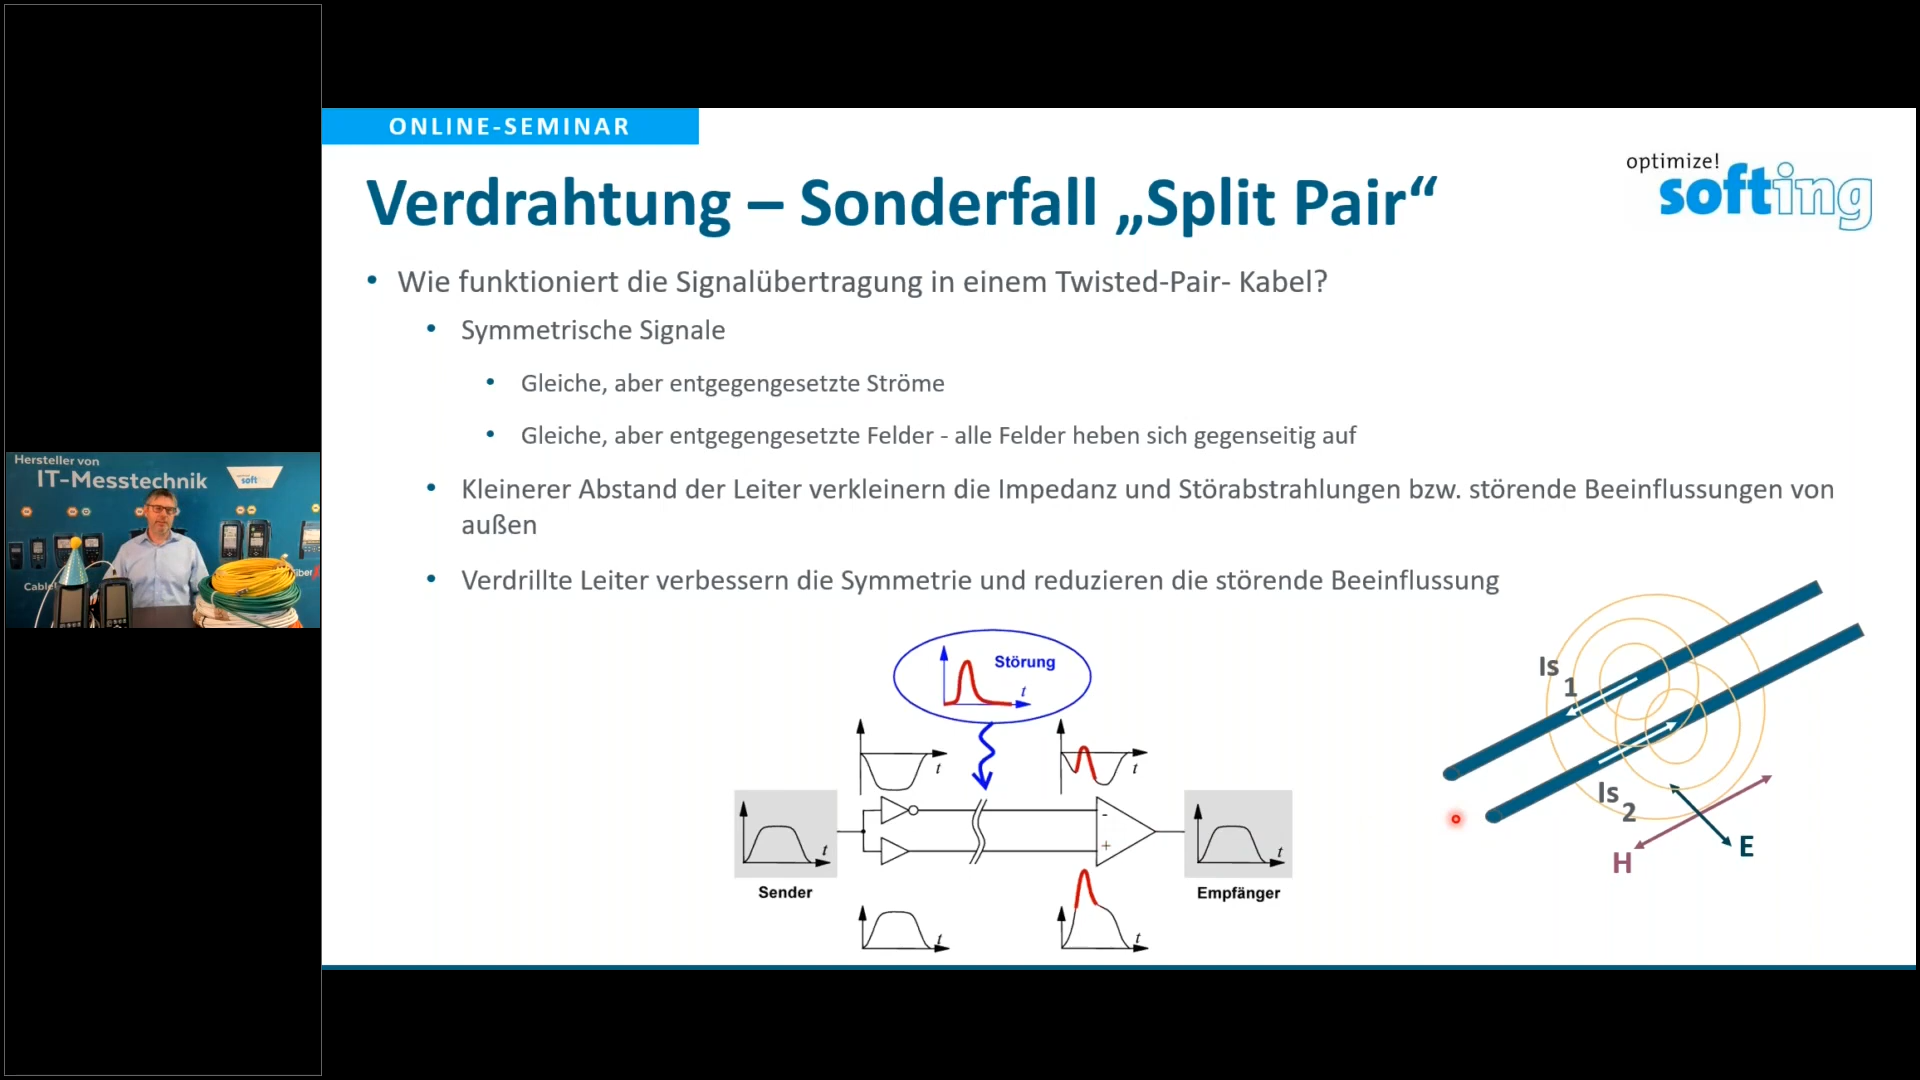 ONLINE-SEMINAR
optimize!
softing
Verdrahtung – Sonderfall „Split Pair“
• Wie funktioniert die Signalübertragung in einem Twisted-Pair- Kabel?
• Symmetrische Signale
• Gleiche, aber entgegengesetzte Ströme
• Gleiche, aber entgegengesetzte Felder - alle Felder heben sich gegenseitig auf
• Kleinerer Abstand der Leiter verkleinern die Impedanz und Störabstrahlungen bzw. störende Beeinflussungen von
außen
• Verdrillte Leiter verbessern die Symmetrie und reduzieren die störende Beeinflussung
Hersteller von
IT-Messtechnik
soft
Cable
Störung
t
t
t
t
-
+
t
Sender
Empfänger
t
t
Is
1
Is
2
H
E